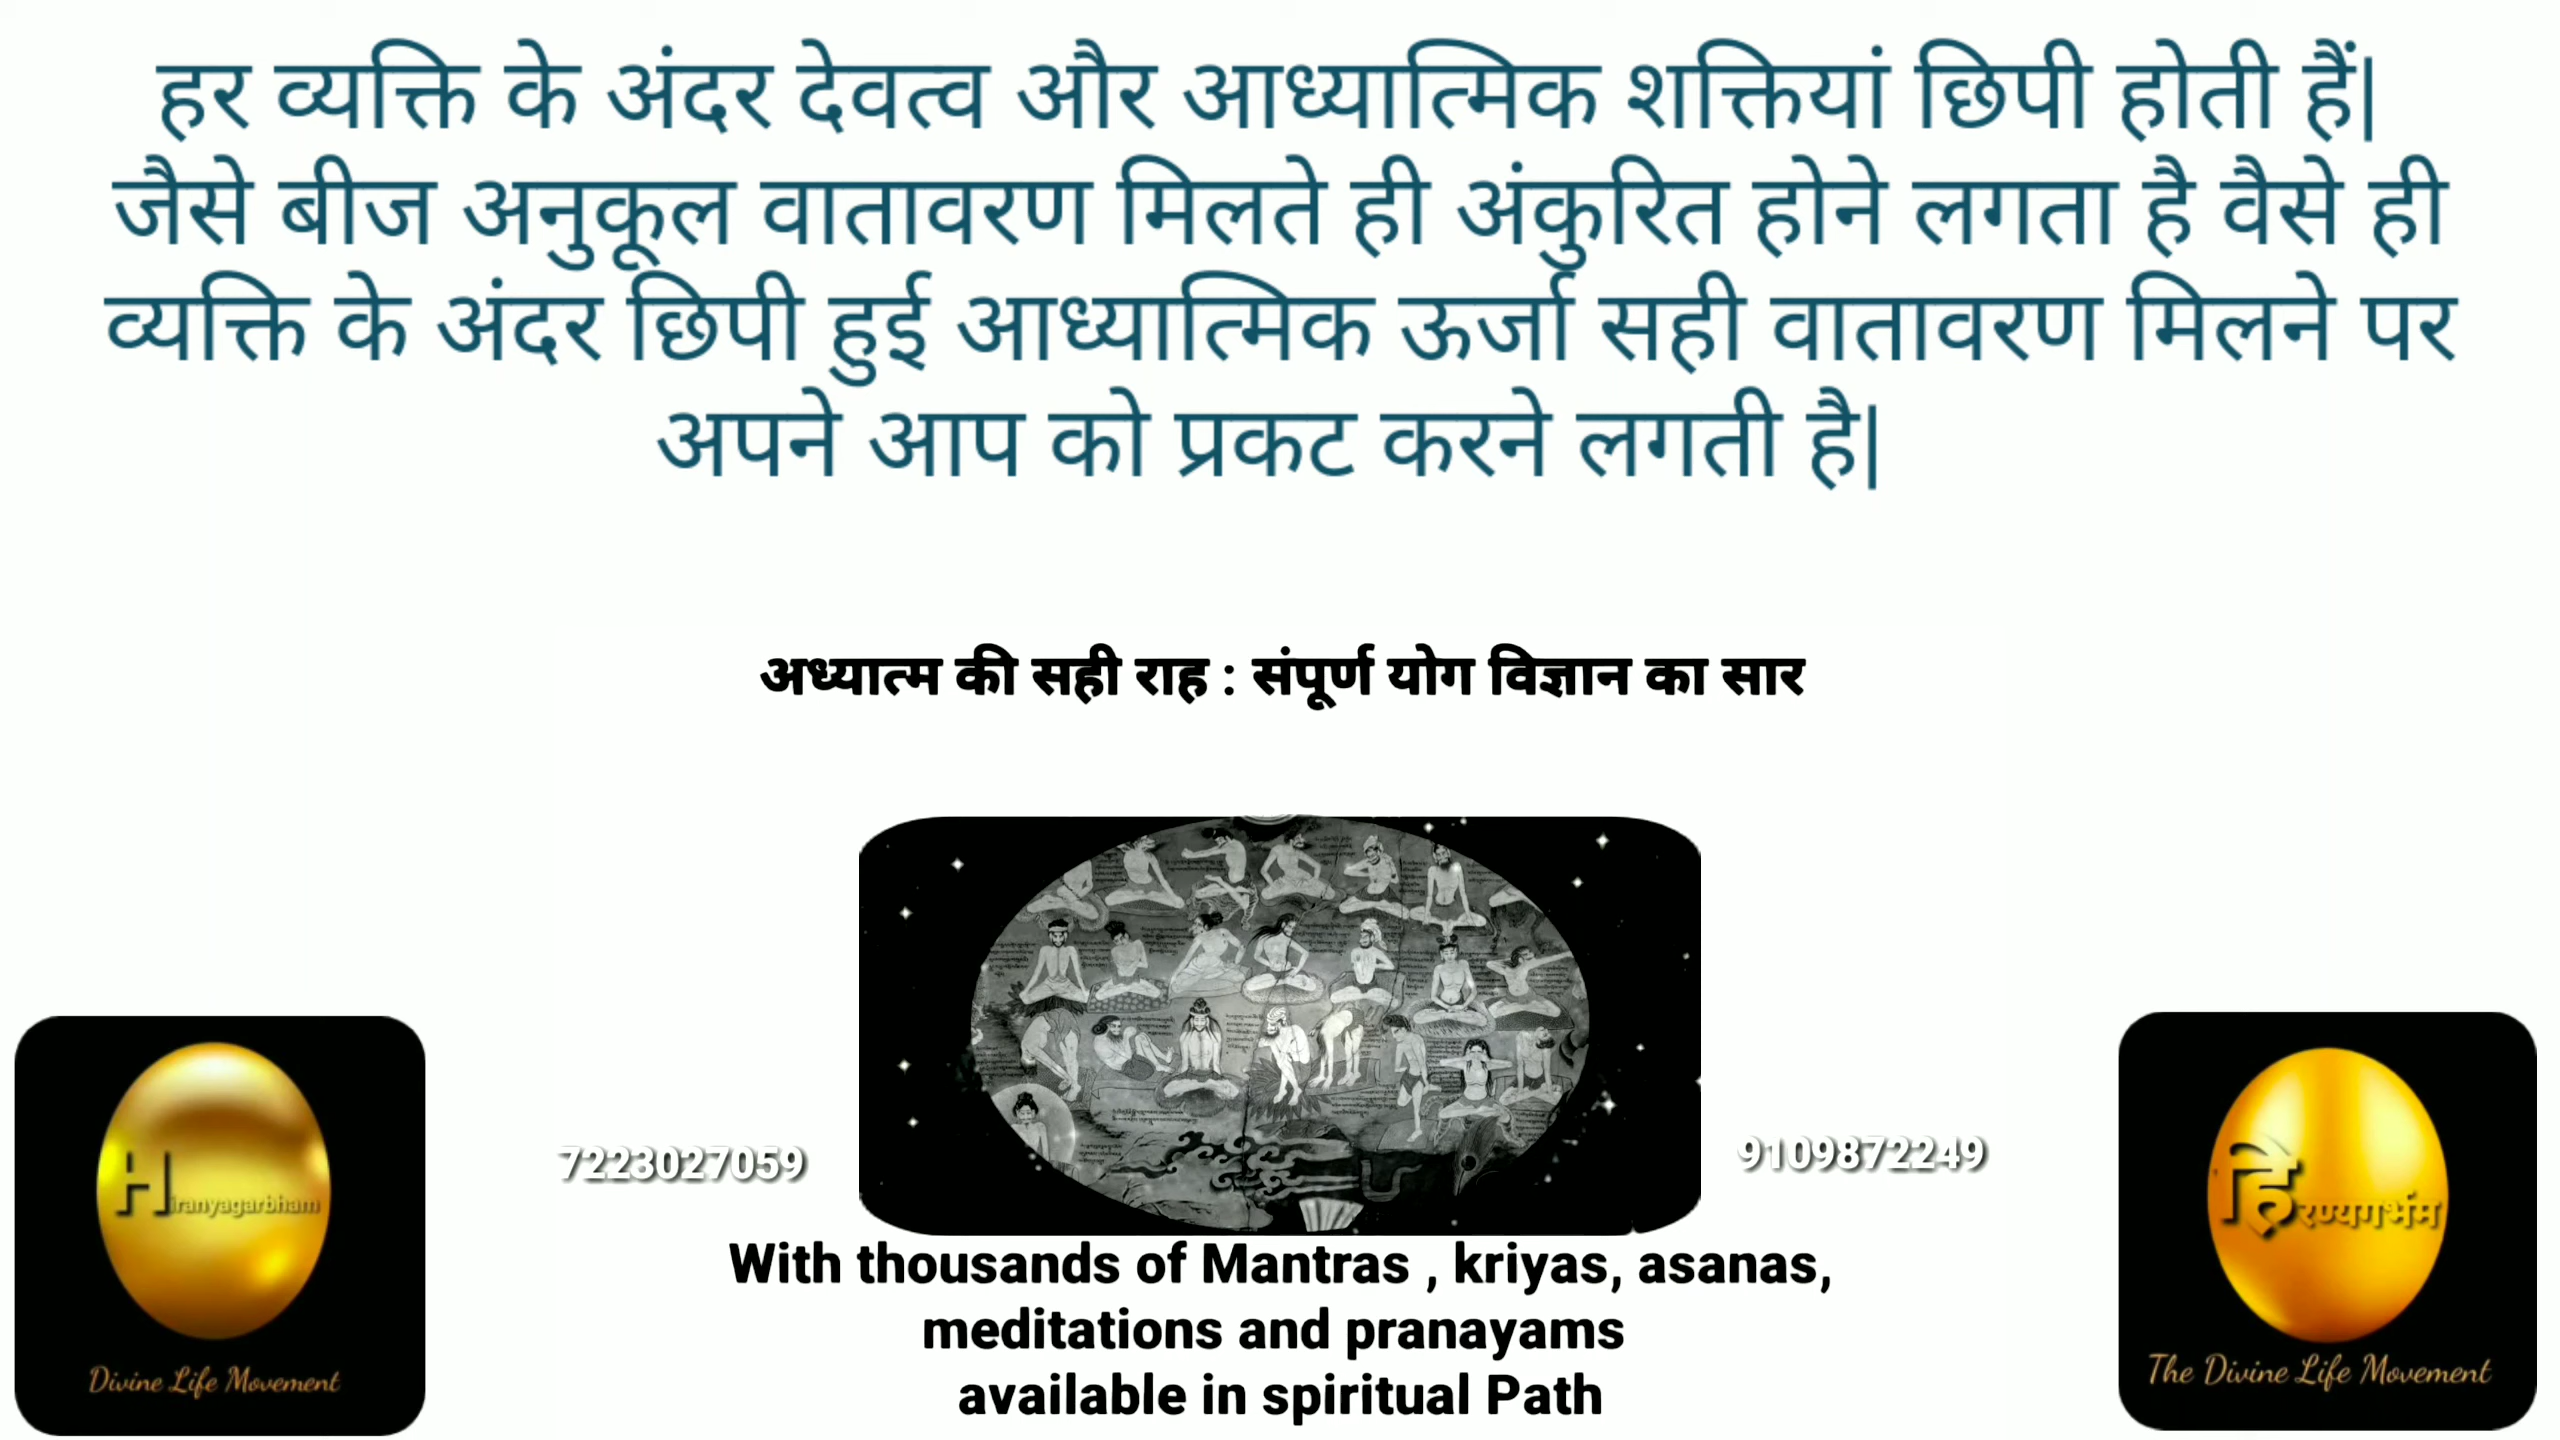 हर व्यक्ति के अंदर देवत्व और आध्यात्मिक शक्तियां छिपी होती हैं|
जैसे बीज अनुकूल वातावरण मिलते ही अंकुरित होने लगता है वैसे ही
व्यक्ति के अंदर छिपी हुई आध्यात्मिक ऊर्जा सही वातावरण मिलने पर
अपने आप को प्रकट करने लगती है|
अध्यात्म की सही राह : संपूर्ण योग विज्ञान का सार
Hiranyagarbham
Divine Life Movement
7223027059
9109872249
हिरण्यगर्भम
The Divine Life Movement
With thousands of Mantras , kriyas, asanas,
meditations and pranayams
available in spiritual Path